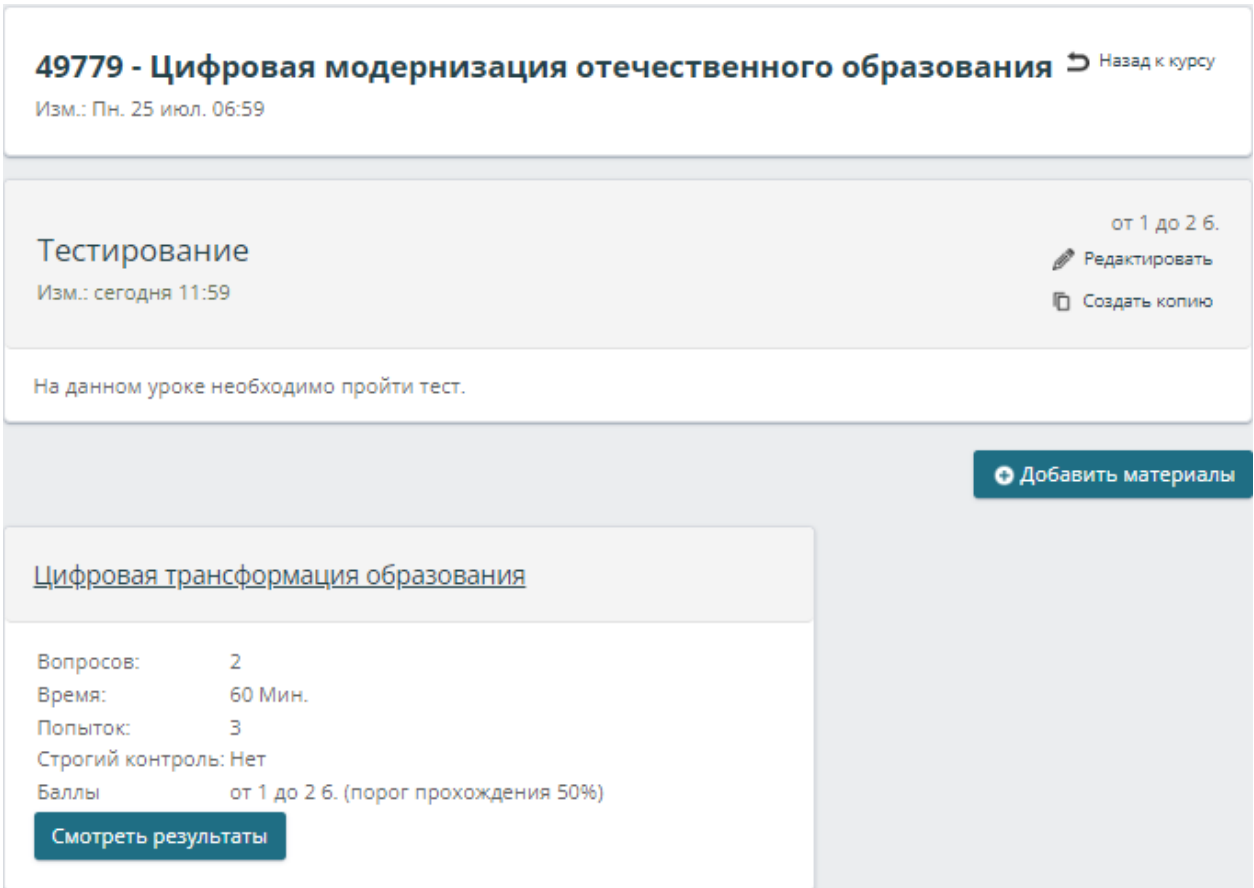 49779 - Цифровая модернизация отечественного образования
Назад к курсу
Изм.: Пн. 25 июл. 06:59
Тестирование
Изм.: сегодня 11:59
от 1 до 2 б.
Редактировать
Создать копию
На данном уроке необходимо пройти тест.
Добавить материалы
Цифровая трансформация образования
Вопросов: 2
Время: 60 Мин.
Попыток: 3
Строгий контроль: Нет
Баллы от 1 до 2 б. (порог прохождения 50%)
Смотреть результаты